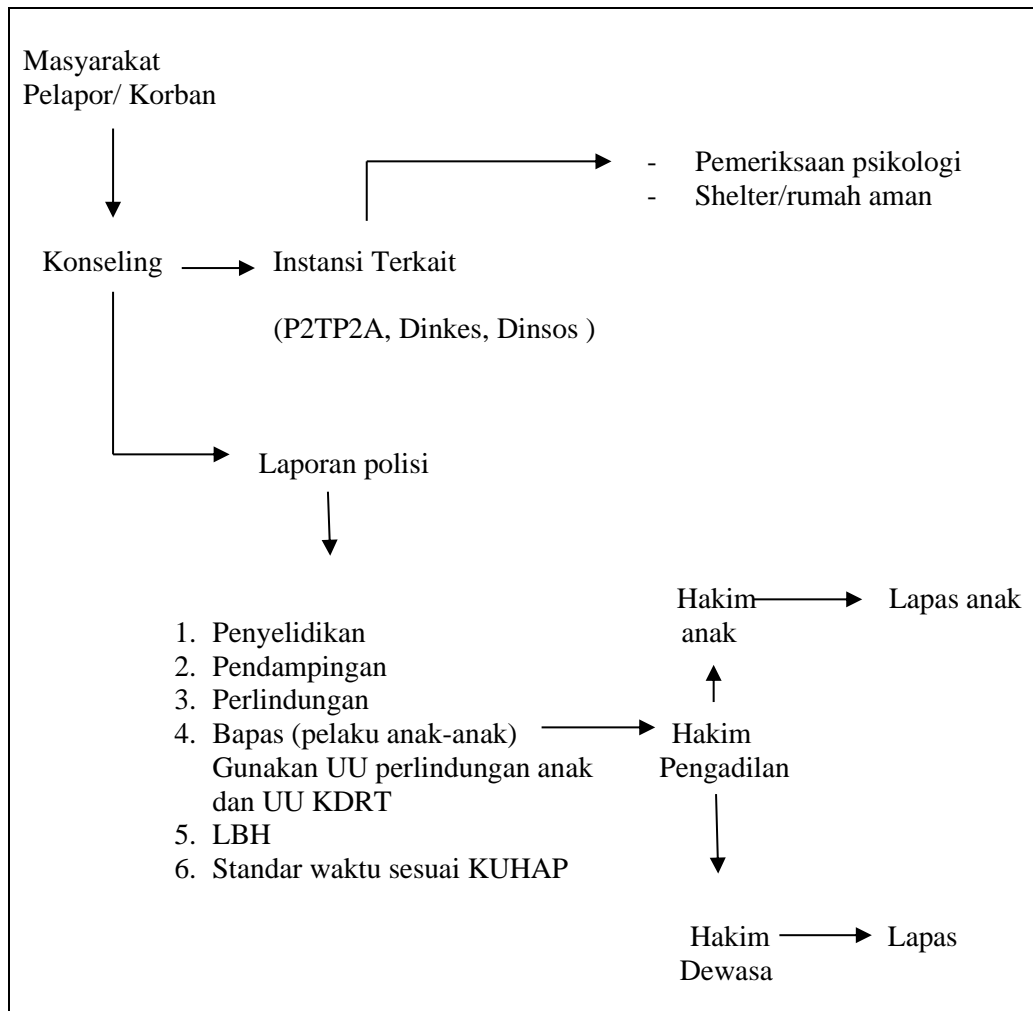 Masyarakat
Pelapor/ Korban
- Pemeriksaan psikologi
- Shelter/rumah aman
Konseling
Instansi Terkait
(P2TP2A, Dinkes, Dinsos )
Laporan polisi
1. Penyelidikan
2. Pendampingan
3. Perlindungan
4. Bapas (pelaku anak-anak)
Gunakan UU perlindungan anak
dan UU KDRT
5. LBH
6. Standar waktu sesuai KUHAP
Hakim
anak
Lapas anak
Hakim
Pengadilan
Hakim
Dewasa
Lapas